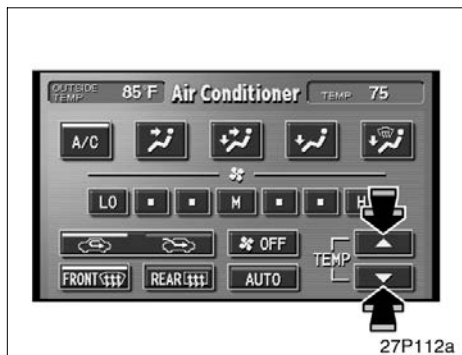 OUTSIDE TEMP 85°F Air Conditioner TEMP 75
A/C
LO M H
OFF
TEMP
FRONT REAR AUTO
27P112a